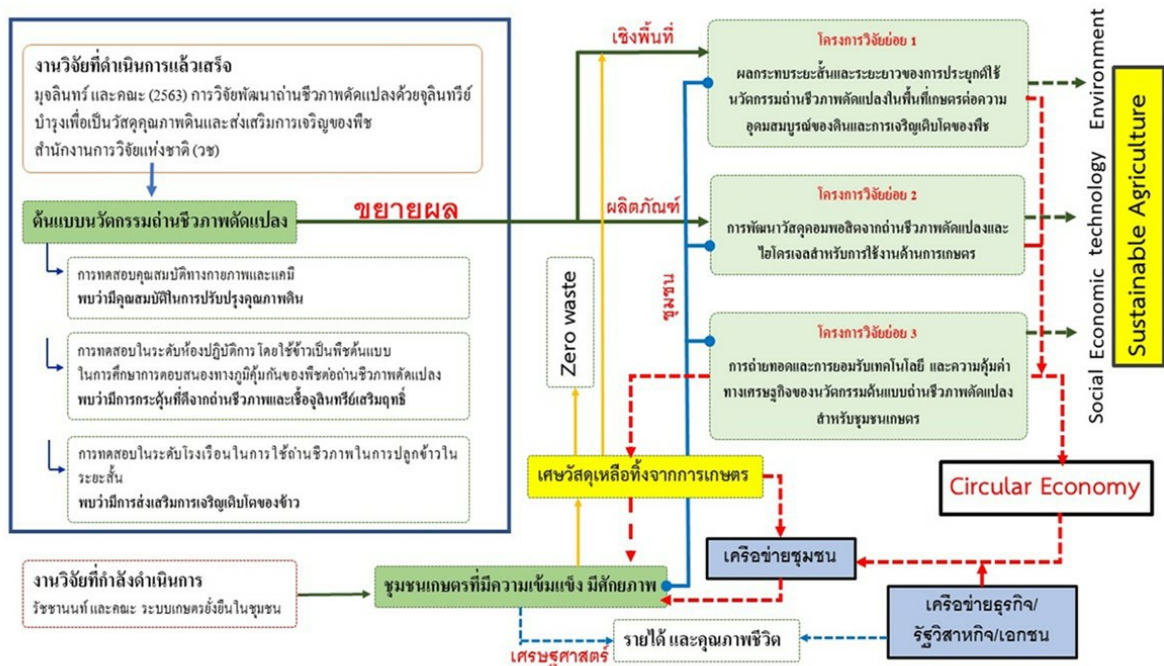 งานวิจัยที่ดำเนินการแล้วเสร็จ
มุจลินทร์ และคณะ (2563) การวิจัยพัฒนาถ่านชีวภาพดัดแปลงด้วยจุลินทรีย์
บำรุงเพื่อเป็นวัสดุคุณภาพดินและส่งเสริมการเจริญของพืช
สำนักงานการวิจัยแห่งชาติ (วช)
ต้นแบบนวัตกรรมถ่านชีวภาพดัดแปลง
การทดสอบคุณสมบัติทางกายภาพและเคมี
พบว่ามีคุณสมบัติในการปรับปรุงคุณภาพดิน
การทดสอบในระดับห้องปฏิบัติการ โดยใช้ข้าวเป็นพืชต้นแบบ
ในการศึกษาการตอบสนองทางภูมิคุ้มกันของพืชต่อถ่านชีวภาพดัดแปลง
พบว่ามีการกระตุ้นที่ดีจากถ่านชีวภาพและเชื้อจุลินทรีย์เสริมฤทธิ์
การทดสอบในระดับโรงเรือนในการใช้ถ่านชีวภาพในการปลูกข้าวใน
ระยะสั้น
พบว่ามีการส่งเสริมการเจริญเติบโตของข้าว
งานวิจัยที่กำลังดำเนินการ
รัชชานนท์ และคณะ ระบบเกษตรยั่งยืนในชุมชน
ขยายผล
เชิงพื้นที่
ผลิตภัณฑ์
ชุมชน
Zero waste
โครงการวิจัยย่อย 1
ผลกระทบระยะสั้นและระยะยาวของการประยุกต์ใช้
นวัตกรรมถ่านชีวภาพดัดแปลงในพื้นที่เกษตรต่อความ
อุดมสมบูรณ์ของดินและการเจริญเติบโตของพืช
โครงการวิจัยย่อย 2
การพัฒนาวัสดุคอมพอสิตจากถ่านชีวภาพดัดแปลงและ
ไฮโดรเจลสำหรับการใช้งานด้านการเกษตร
โครงการวิจัยย่อย 3
การถ่ายทอดและการยอมรับเทคโนโลยี และความคุ้มค่า
ทางเศรษฐกิจของนวัตกรรมต้นแบบถ่านชีวภาพดัดแปลง
สำหรับชุมชนเกษตร
Social Economic technology Environment
Sustainable Agriculture
เศษวัสดุเหลือทิ้งจากการเกษตร
Circular Economy
เครือข่ายชุมชน
ชุมชนเกษตรที่มีความเข้มแข็ง มีศักยภาพ
เครือข่ายธุรกิจ/
รัฐวิสาหกิจ/เอกชน
รายได้ และคุณภาพชีวิต
เศรษฐศาสตร์